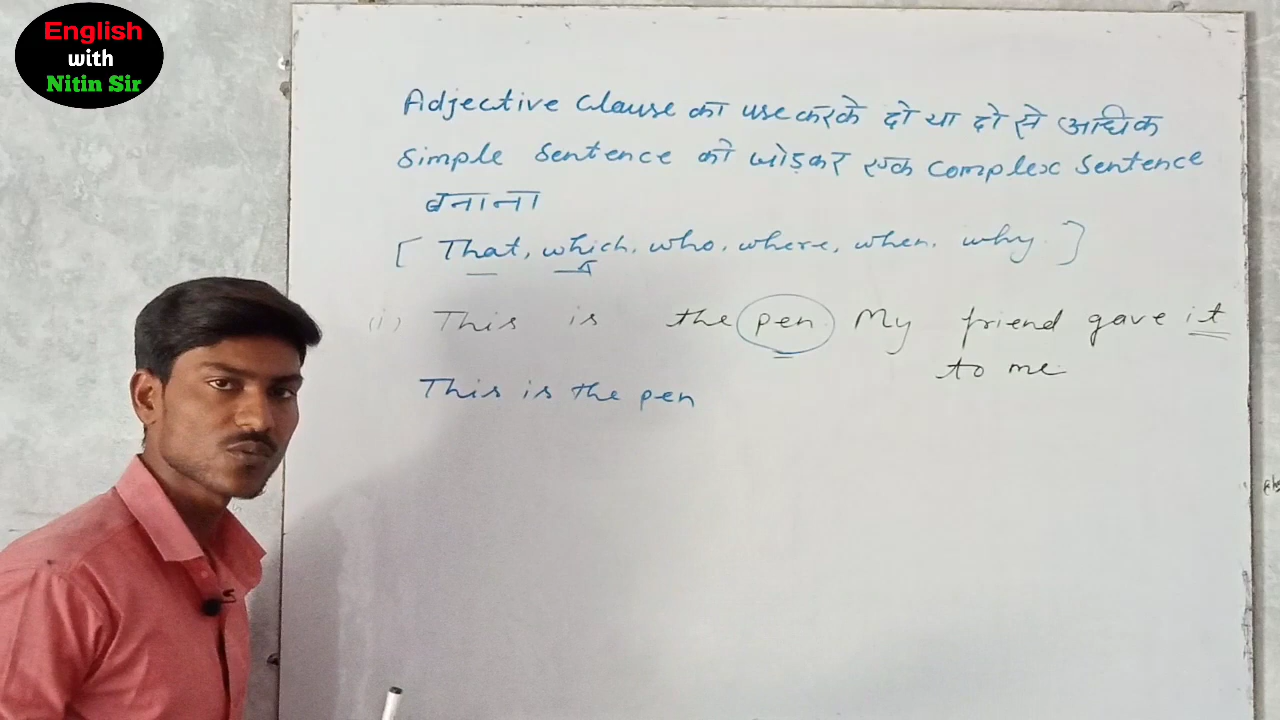 English
with
Nitin Sir
Adjective Clause का use करके दो या दो से अधिक
Simple Sentence को जोड़कर एक Complex Sentence
बनाना
[ That, which, who, where, when, why ]
(i) This is the pen. My friend gave it
to me.
This is the pen